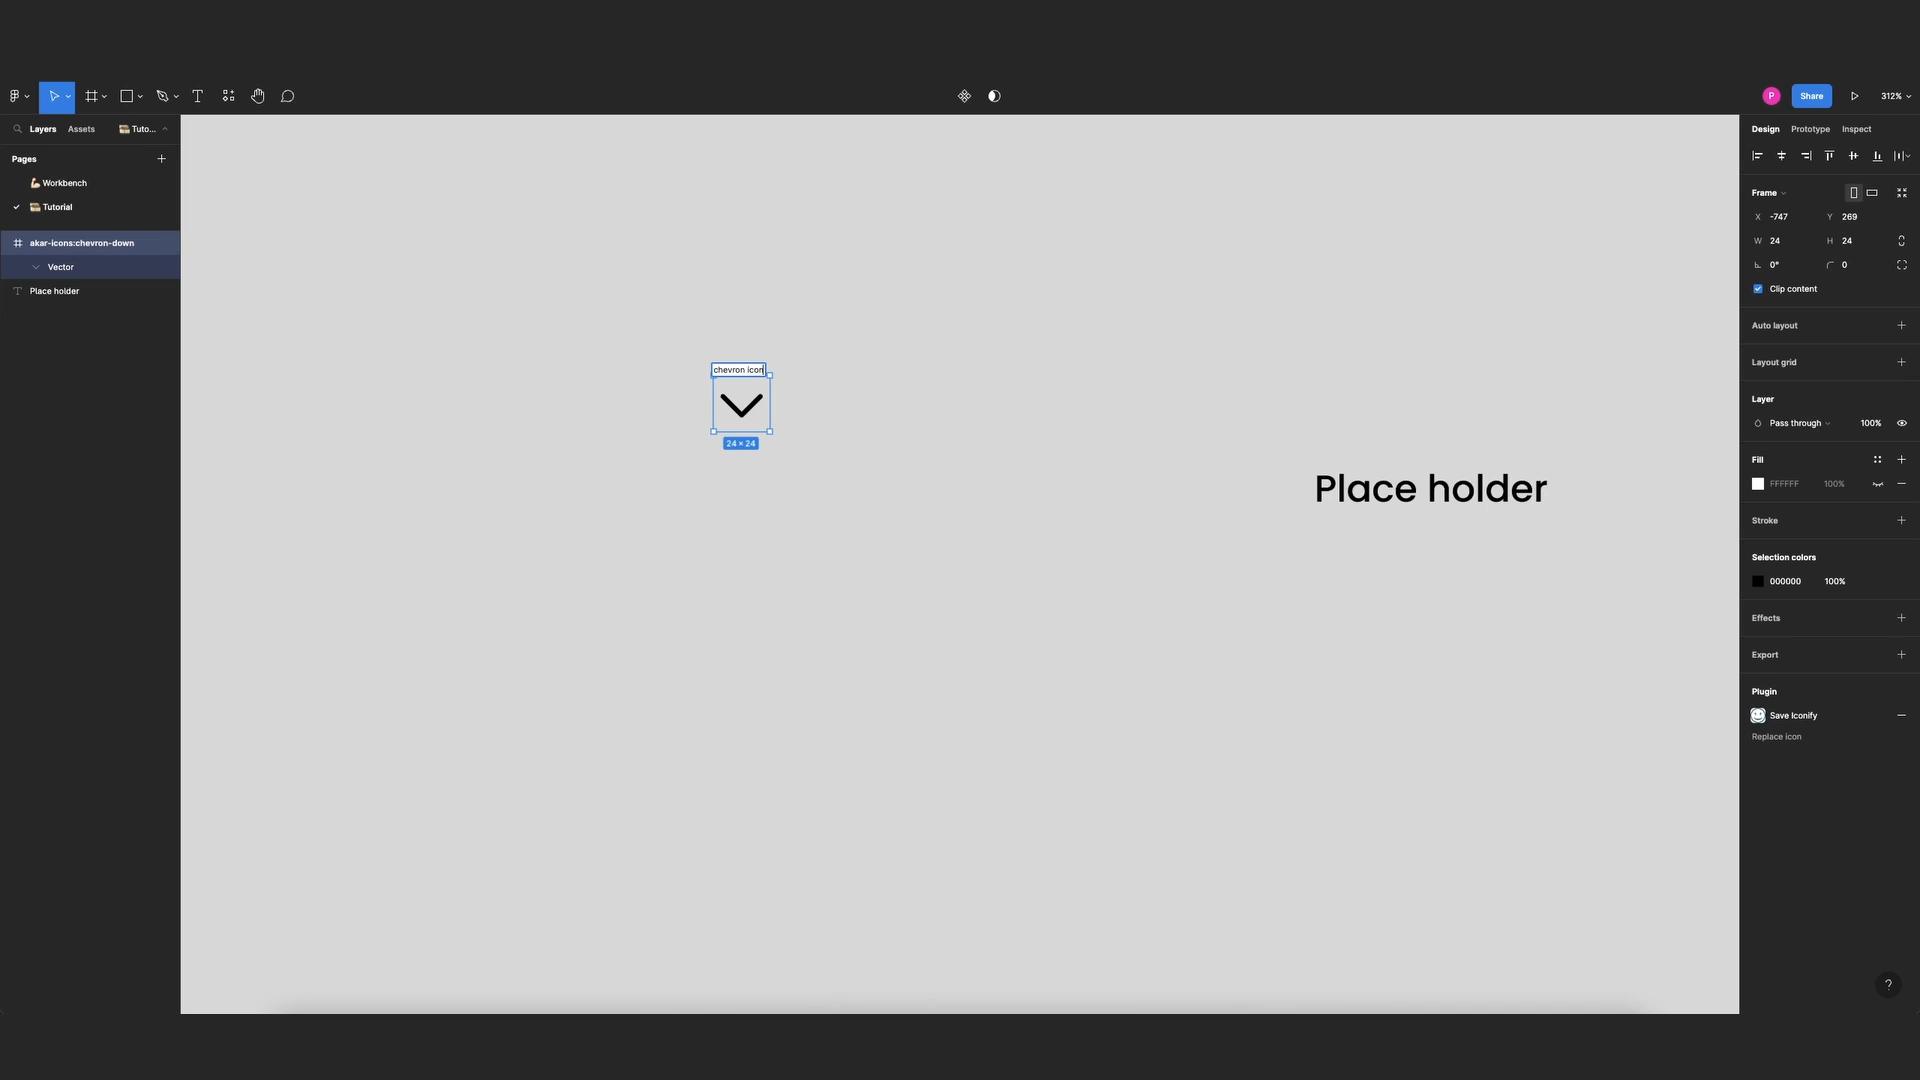 P
Share
312%
Layers
Assets
Tuto...
Pages
Workbench
Tutorial
akar-icons:chevron-down
Vector
Place holder
chevron icon
24 × 24
Place holder
Design
Prototype
Inspect
Frame
X -747
Y 269
W 24
H 24
0°
0
Clip content
Auto layout
Layout grid
Layer
Pass through
100%
Fill
FFFFFF
100%
Stroke
Selection colors
000000
100%
Effects
Export
Plugin
Save Iconify
Replace icon
?